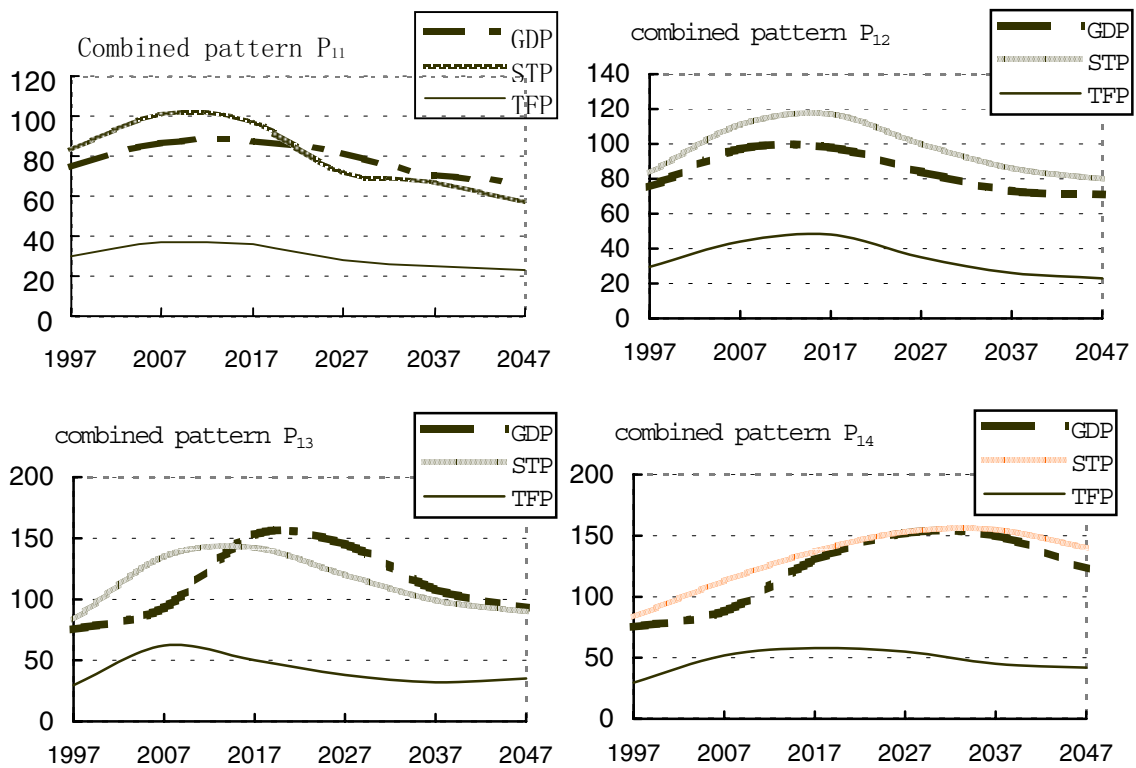 Combined pattern P11
GDP
STP
TFP
120
100
80
60
40
20
0
1997 2007 2017 2027 2037 2047
combined pattern P12
GDP
STP
TFP
140
120
100
80
60
40
20
0
1997 2007 2017 2027 2037 2047
combined pattern P13
GDP
STP
TFP
200
150
100
50
0
1997 2007 2017 2027 2037 2047
combined pattern P14
GDP
STP
TFP
200
150
100
50
0
1997 2007 2017 2027 2037 2047